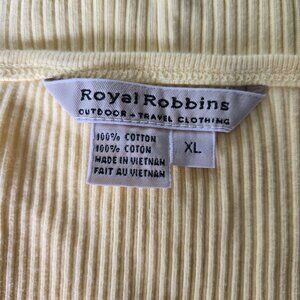 Royal Robbins
OUTDOOR + TRAVEL CLOTHING
100% COTTON
100% COTON
MADE IN VIETNAM
FAIT AU VIETNAM
XL